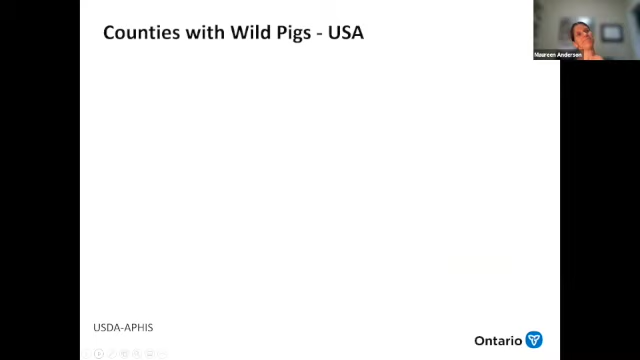 Counties with Wild Pigs - USA
Maureen Anderson
USDA-APHIS
Ontario